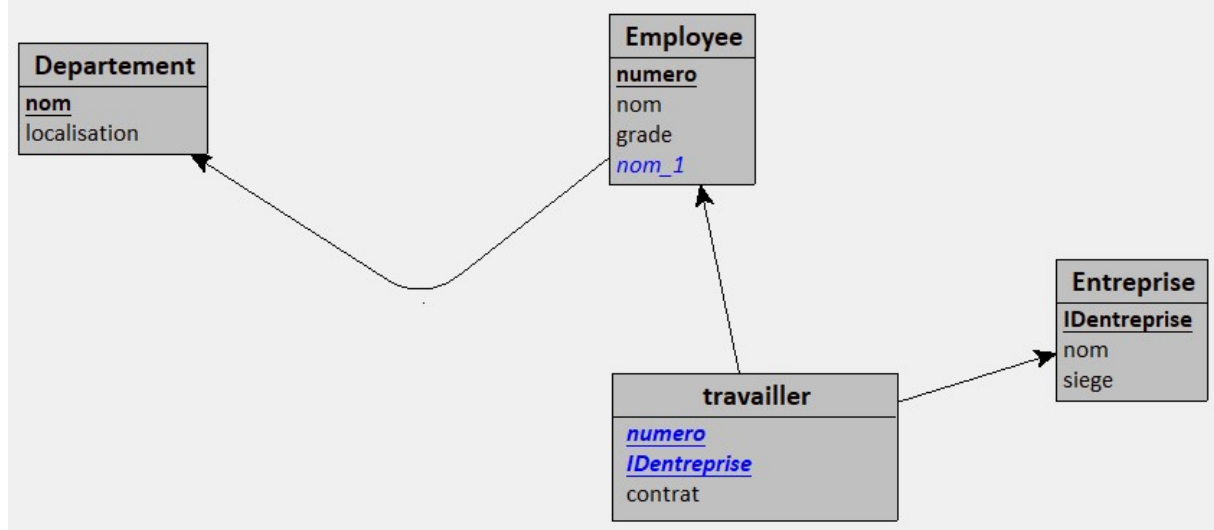 Departement
nom
localisation
Employee
numero
nom
grade
nom_1
travailler
numero
IDentreprise
contrat
Entreprise
IDentreprise
nom
siege